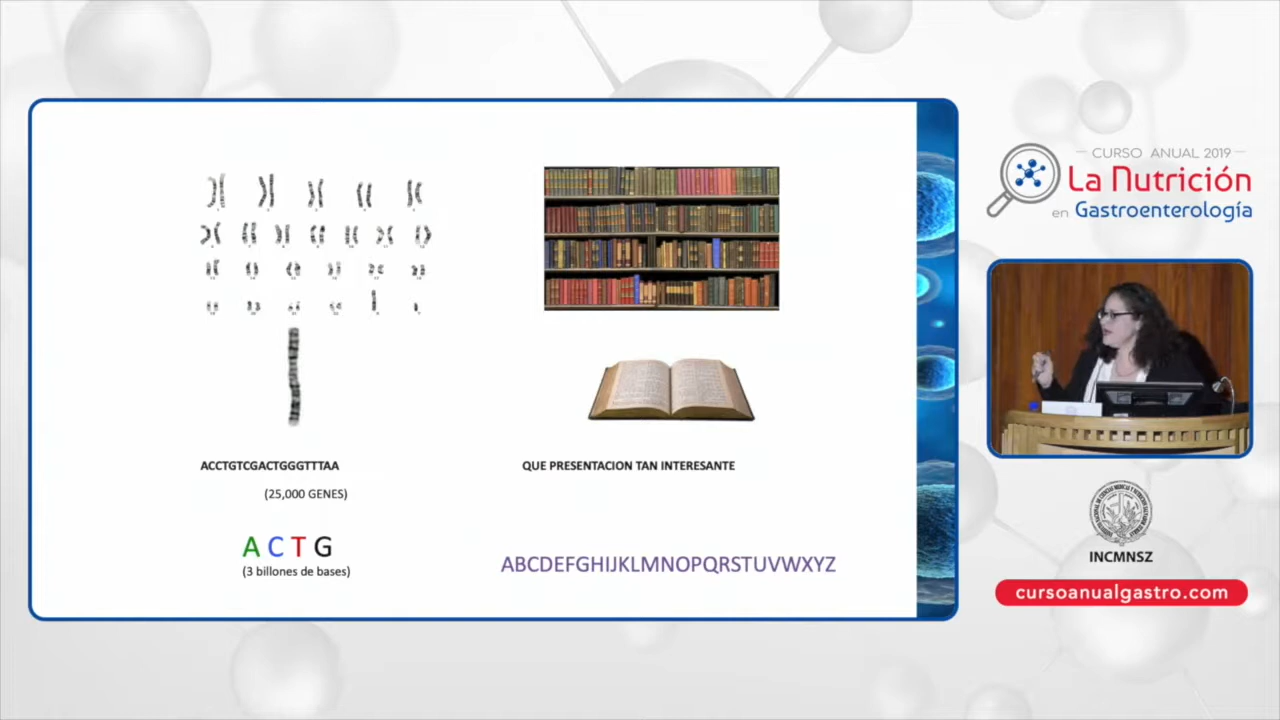 ACCTGTCGACTGGGTTTAA
(25,000 GENES)
A C T G
(3 billones de bases)
QUE PRESENTACION TAN INTERESANTE
ABCDEFGHIJKLMNOPQRSTUVWXYZ
CURSO ANUAL 2019
La Nutrición
en Gastroenterología
INCMNSZ
cursoanualgastro.com